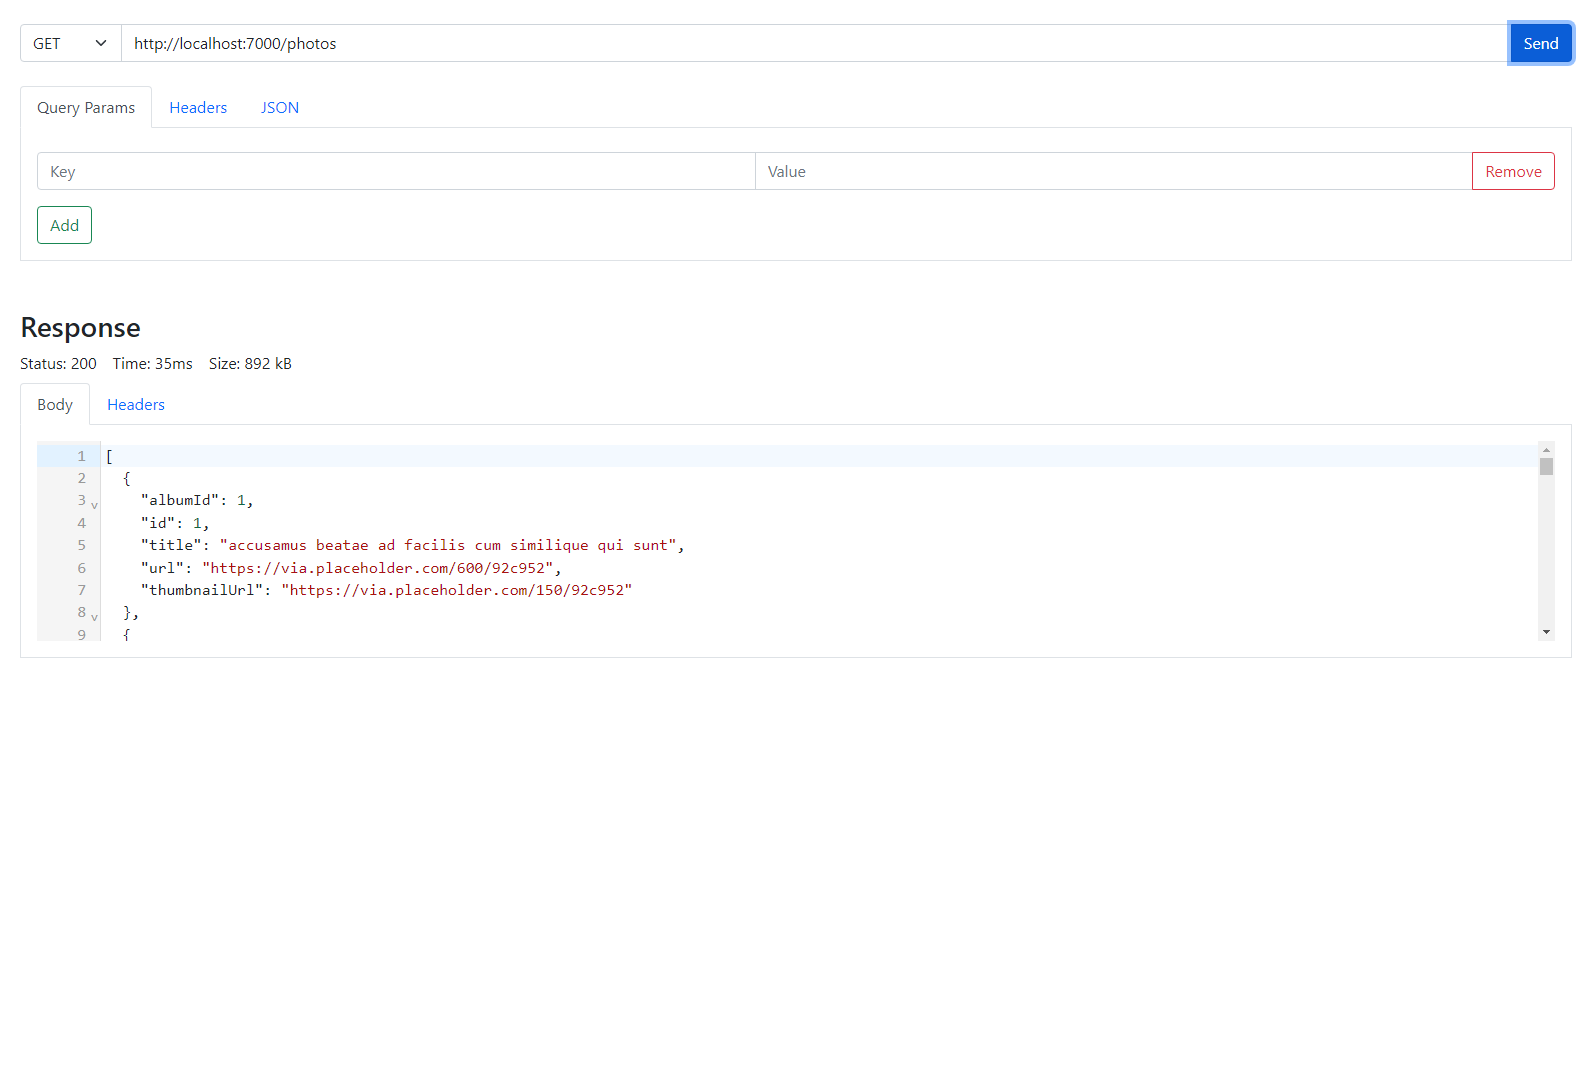 GET http://localhost:7000/photos Send
Query Params Headers JSON
Key Value Remove
Add
Response
Status: 200 Time: 35ms Size: 892 kB
Body Headers
1 [
2 {
3 "albumId": 1,
4 "id": 1,
5 "title": "accusamus beatae ad facilis cum similique qui sunt",
6 "url": "https://via.placeholder.com/600/92c952",
7 "thumbnailUrl": "https://via.placeholder.com/150/92c952"
8 },
9 {